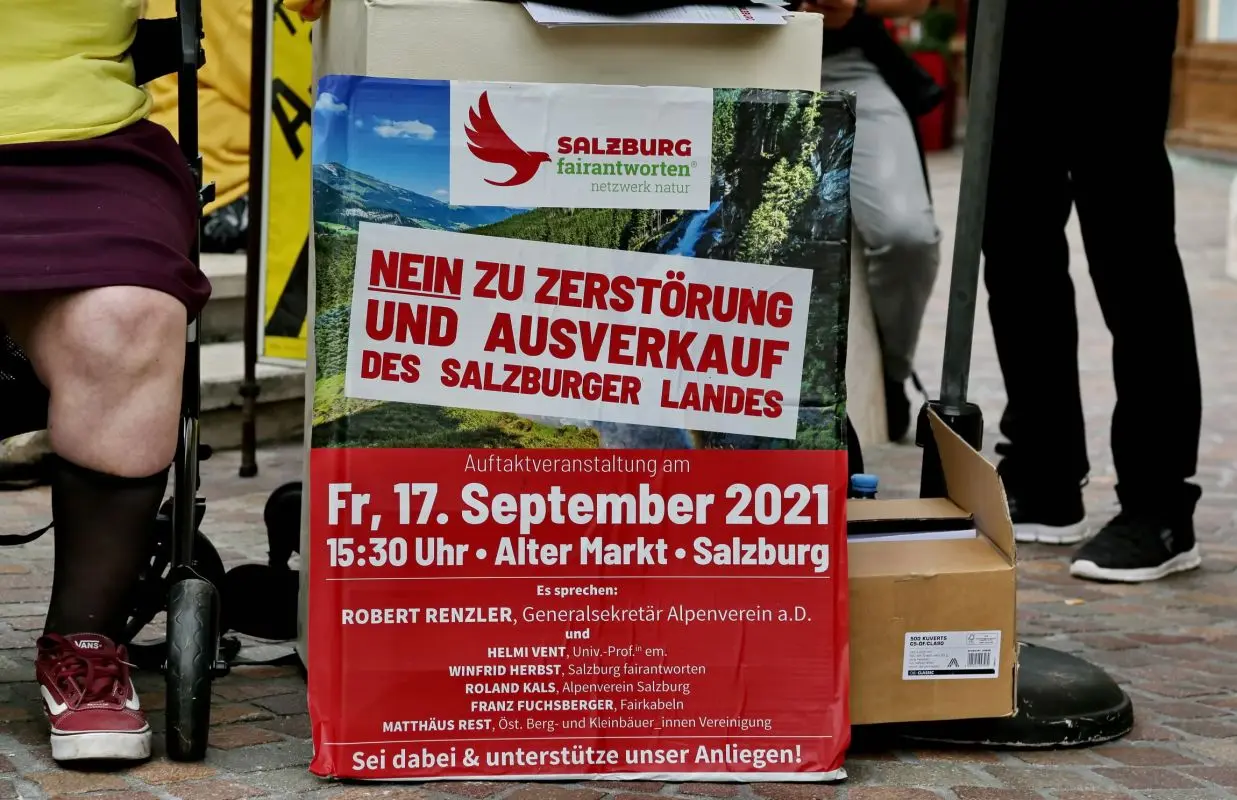 SALZBURG
fairantworten®
netzwerk natur
NEIN ZU ZERSTÖRUNG
UND AUSVERKAUF
DES SALZBURGER LANDES
Auftaktveranstaltung am
Fr, 17. September 2021
15:30 Uhr • Alter Markt • Salzburg
Es sprechen:
ROBERT RENZLER, Generalsekretär Alpenverein a.D.
und
HELMI VENT, Univ.-Prof.in em.
WINFRID HERBST, Salzburg fairantworten
ROLAND KALS, Alpenverein Salzburg
FRANZ FUCHSBERGER, Fairkabeln
MATTHÄUS REST, Öst. Berg- und Kleinbäuer_innen Vereinigung
Sei dabei & unterstütze unser Anliegen!
VANS
500 KUVERTS